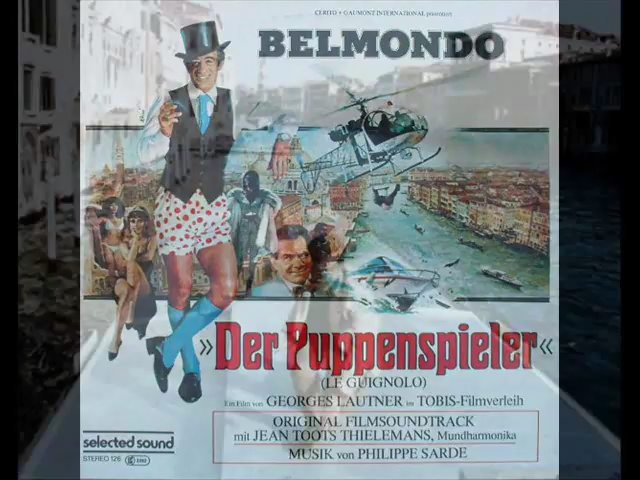 CERITO + GAUMONT INTERNATIONAL präsentiert
BELMONDO
»Der Puppenspieler«
(LE GUIGNOLO)
Ein Film von GEORGES LAUTNER im TOBIS-Filmverleih
ORIGINAL FILMSOUNDTRACK
mit JEAN TOOTS THIELEMANS, Mundharmonika
MUSIK von PHILIPPE SARDE
selected sound
STEREO 126